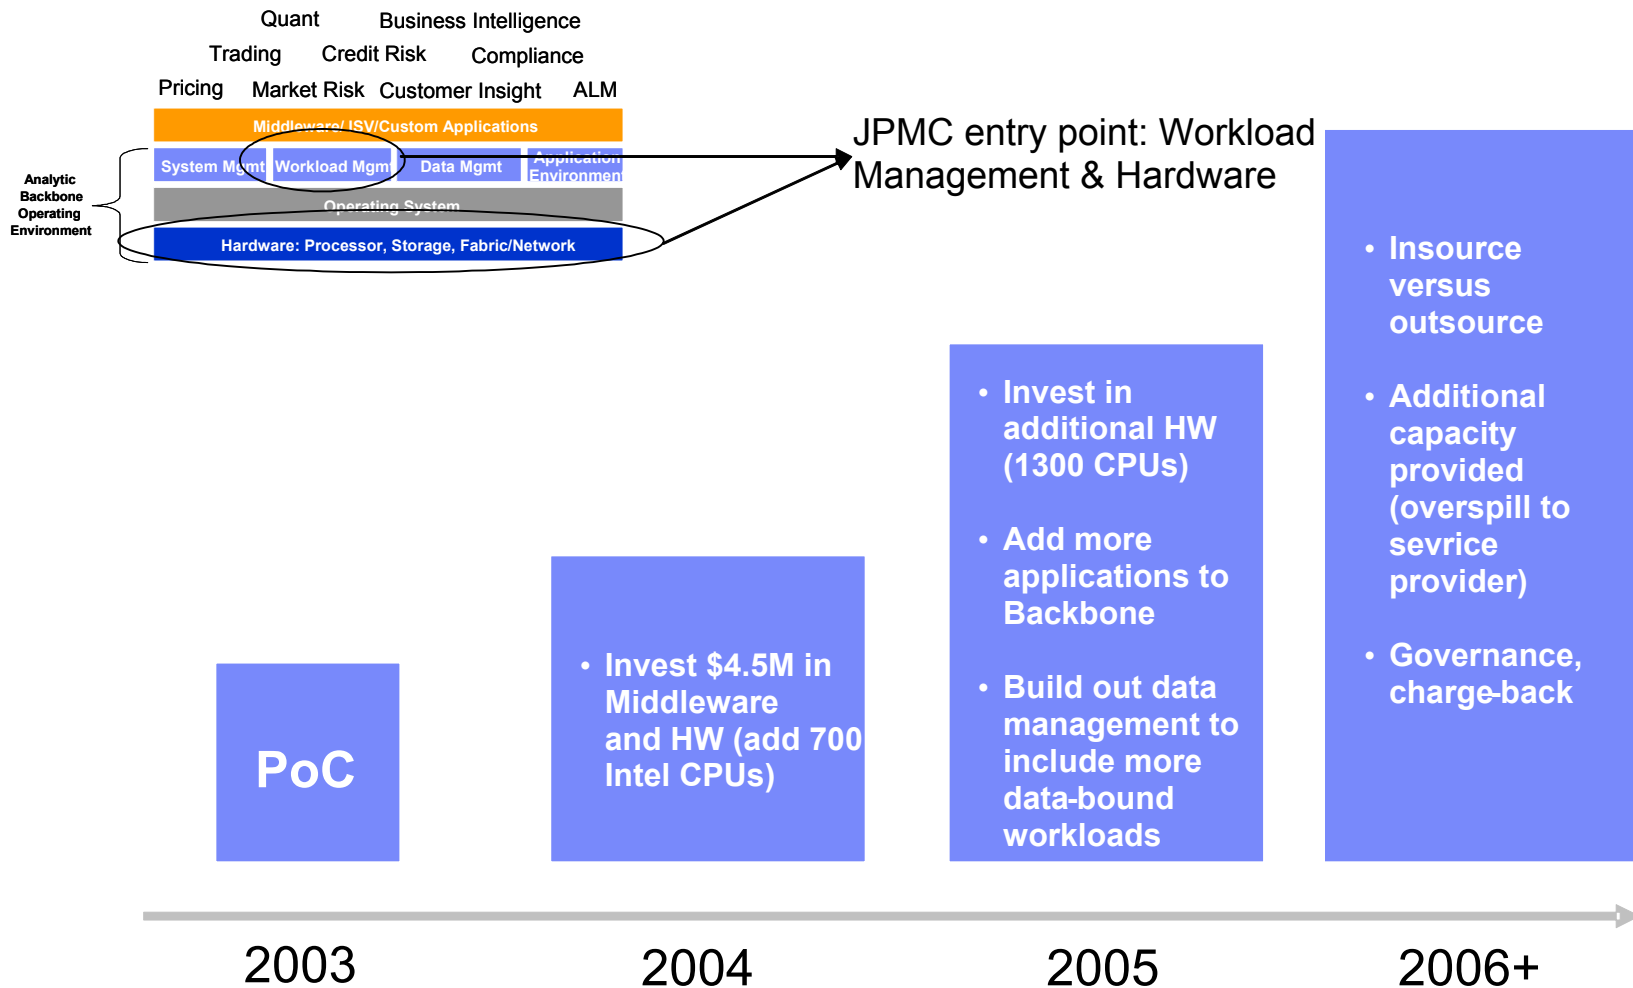 Quant Business Intelligence
Trading Credit Risk Compliance
Pricing Market Risk Customer Insight ALM
Middleware/ ISV/Custom Applications
System Mgmt Workload Mgmt Data Mgmt Application
Environment
Operating System
Hardware: Processor, Storage, Fabric/Network
Analytic
Backbone
Operating
Environment
JPMC entry point: Workload
Management & Hardware
PoC
• Invest $4.5M in
Middleware
and HW (add 700
Intel CPUs)
• Invest in
additional HW
(1300 CPUs)
• Add more
applications to
Backbone
• Build out data
management to
include more
data-bound
workloads
• Insource
versus
outsource
• Additional
capacity
provided
(overspill to
sevrice
provider)
• Governance,
charge-back
2003 2004 2005 2006+